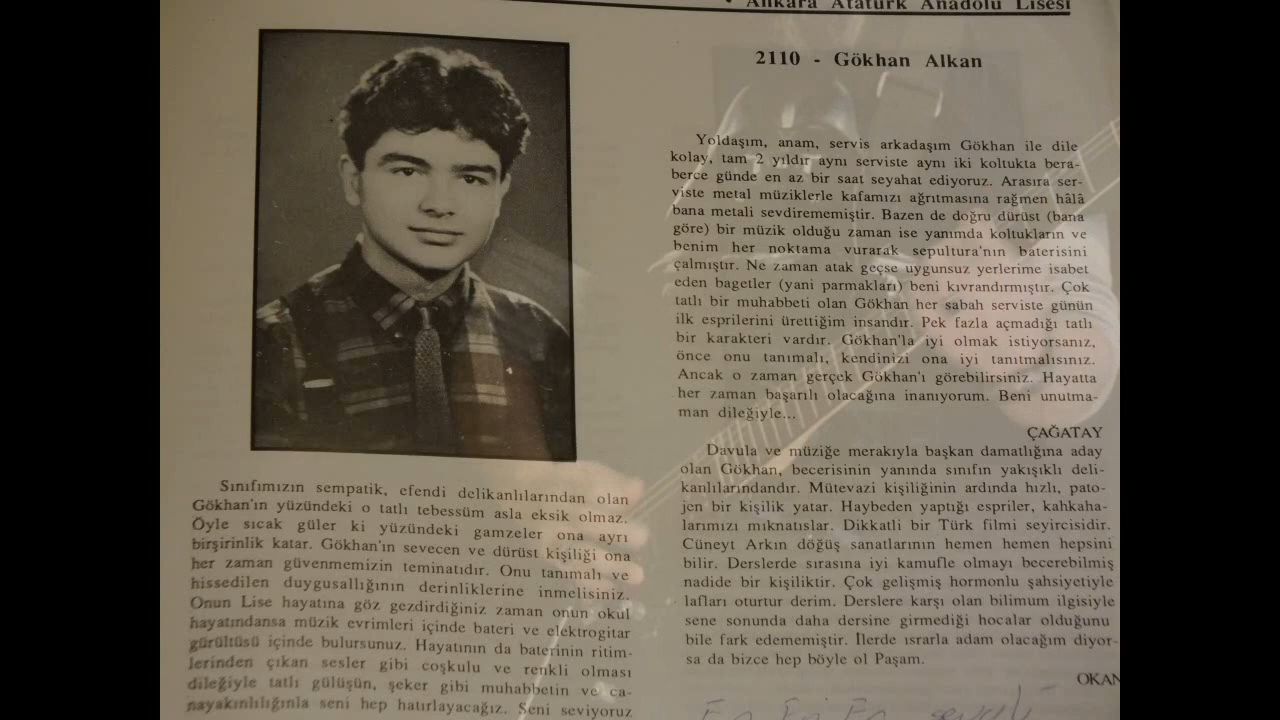 Ankara Atatürk Anadolu Lisesi
2110 - Gökhan Alkan
Yoldaşım, anam, servis arkadaşım Gökhan ile dile
kolay, tam 2 yıldır aynı serviste aynı iki koltukta bera-
berce günde en az bir saat seyahat ediyoruz. Arasıra ser-
viste metal müziklerle kafamızı ağrıtmasına rağmen hâlâ
bana metali sevdirememiştir. Bazen de doğru dürüst (bana
göre) bir müzik olduğu zaman ise yanımda koltukların ve
benim her noktama vurarak sepultura'nın baterisini
çalmıştır. Ne zaman atak geçse uygunsuz yerlerime isabet
eden bagetler (yani parmakları) beni kıvrandırmıştır. Çok
tatlı bir muhabbeti olan Gökhan her sabah serviste günün
ilk esprilerini ürettiğim insandır. Pek fazla açmadığı tatlı
bir karakteri vardır. Gökhan'la iyi olmak istiyorsanız,
önce onu tanımalı, kendinizi ona iyi tanıtmalısınız.
Ancak o zaman gerçek Gökhan'ı görebilirsiniz. Hayatta
her zaman başarılı olacağına inanıyorum. Beni unutma-
man dileğiyle...
ÇAĞATAY
Davula ve müziğe merakıyla başkan damatlığına aday
olan Gökhan, becerisinin yanında sınıfın yakışıklı deli-
kanlılarındandır. Mütevazi kişiliğinin ardında hızlı, pato-
jen bir kişilik yatar. Haybeden yaptığı espriler, kahkaha-
larımızı mıknatıslar. Dikkatli bir Türk filmi seyircisidir.
Cüneyt Arkın döğüş sanatlarının hemen hemen hepsini
bilir. Derslerde sırasına iyi kamufle olmayı becerebilmiş
nadide bir kişiliktir. Çok gelişmiş hormonlu şahsiyetiyle
lafları oturtur derim. Derslere karşı olan bilimum ilgisiyle
sene sonunda daha dersine girmediği hocalar olduğunu
bile fark edememiştir. İlerde ısrarla adam olacağım diyor-
sa da bizce hep böyle ol Paşam.
OKAN
Sınıfımızın sempatik, efendi delikanlılarından olan
Gökhan'ın yüzündeki o tatlı tebessüm asla eksik olmaz.
Öyle sıcak güler ki yüzündeki gamzeler ona ayrı
birşirinlik katar. Gökhan'ın sevecen ve dürüst kişiliği ona
her zaman güvenmemizin teminatıdır. Onu tanımalı ve
hissedilen duygusallığının derinliklerine inmelisiniz.
Onun Lise hayatına göz gezdirdiğiniz zaman onun okul
hayatındansa müzik evrimleri içinde bateri ve elektrogitar
gürültüsü içinde bulursunuz. Hayatının da baterinin ritim-
lerinden çıkan sesler gibi coşkulu ve renkli olması
dileğiyle tatlı gülüşün, şeker gibi muhabbetin ve ca-
nayakınlılığınla seni hep hatırlayacağız. Seni seviyoruz